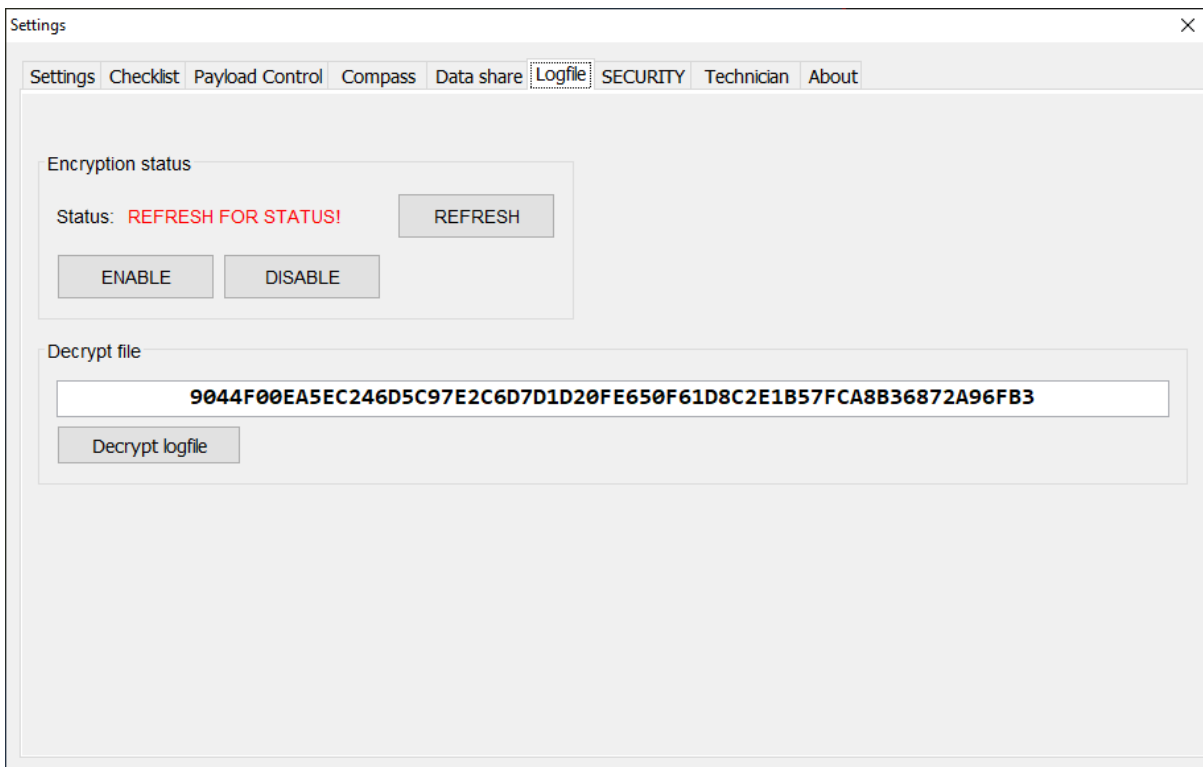 Settings
Settings Checklist Payload Control Compass Data share Logfile SECURITY Technician About
Encryption status
Status: REFRESH FOR STATUS! REFRESH
ENABLE DISABLE
Decrypt file
9044F00EA5EC246D5C97E2C6D7D1D20FE650F61D8C2E1B57FCA8B36872A96FB3
Decrypt logfile